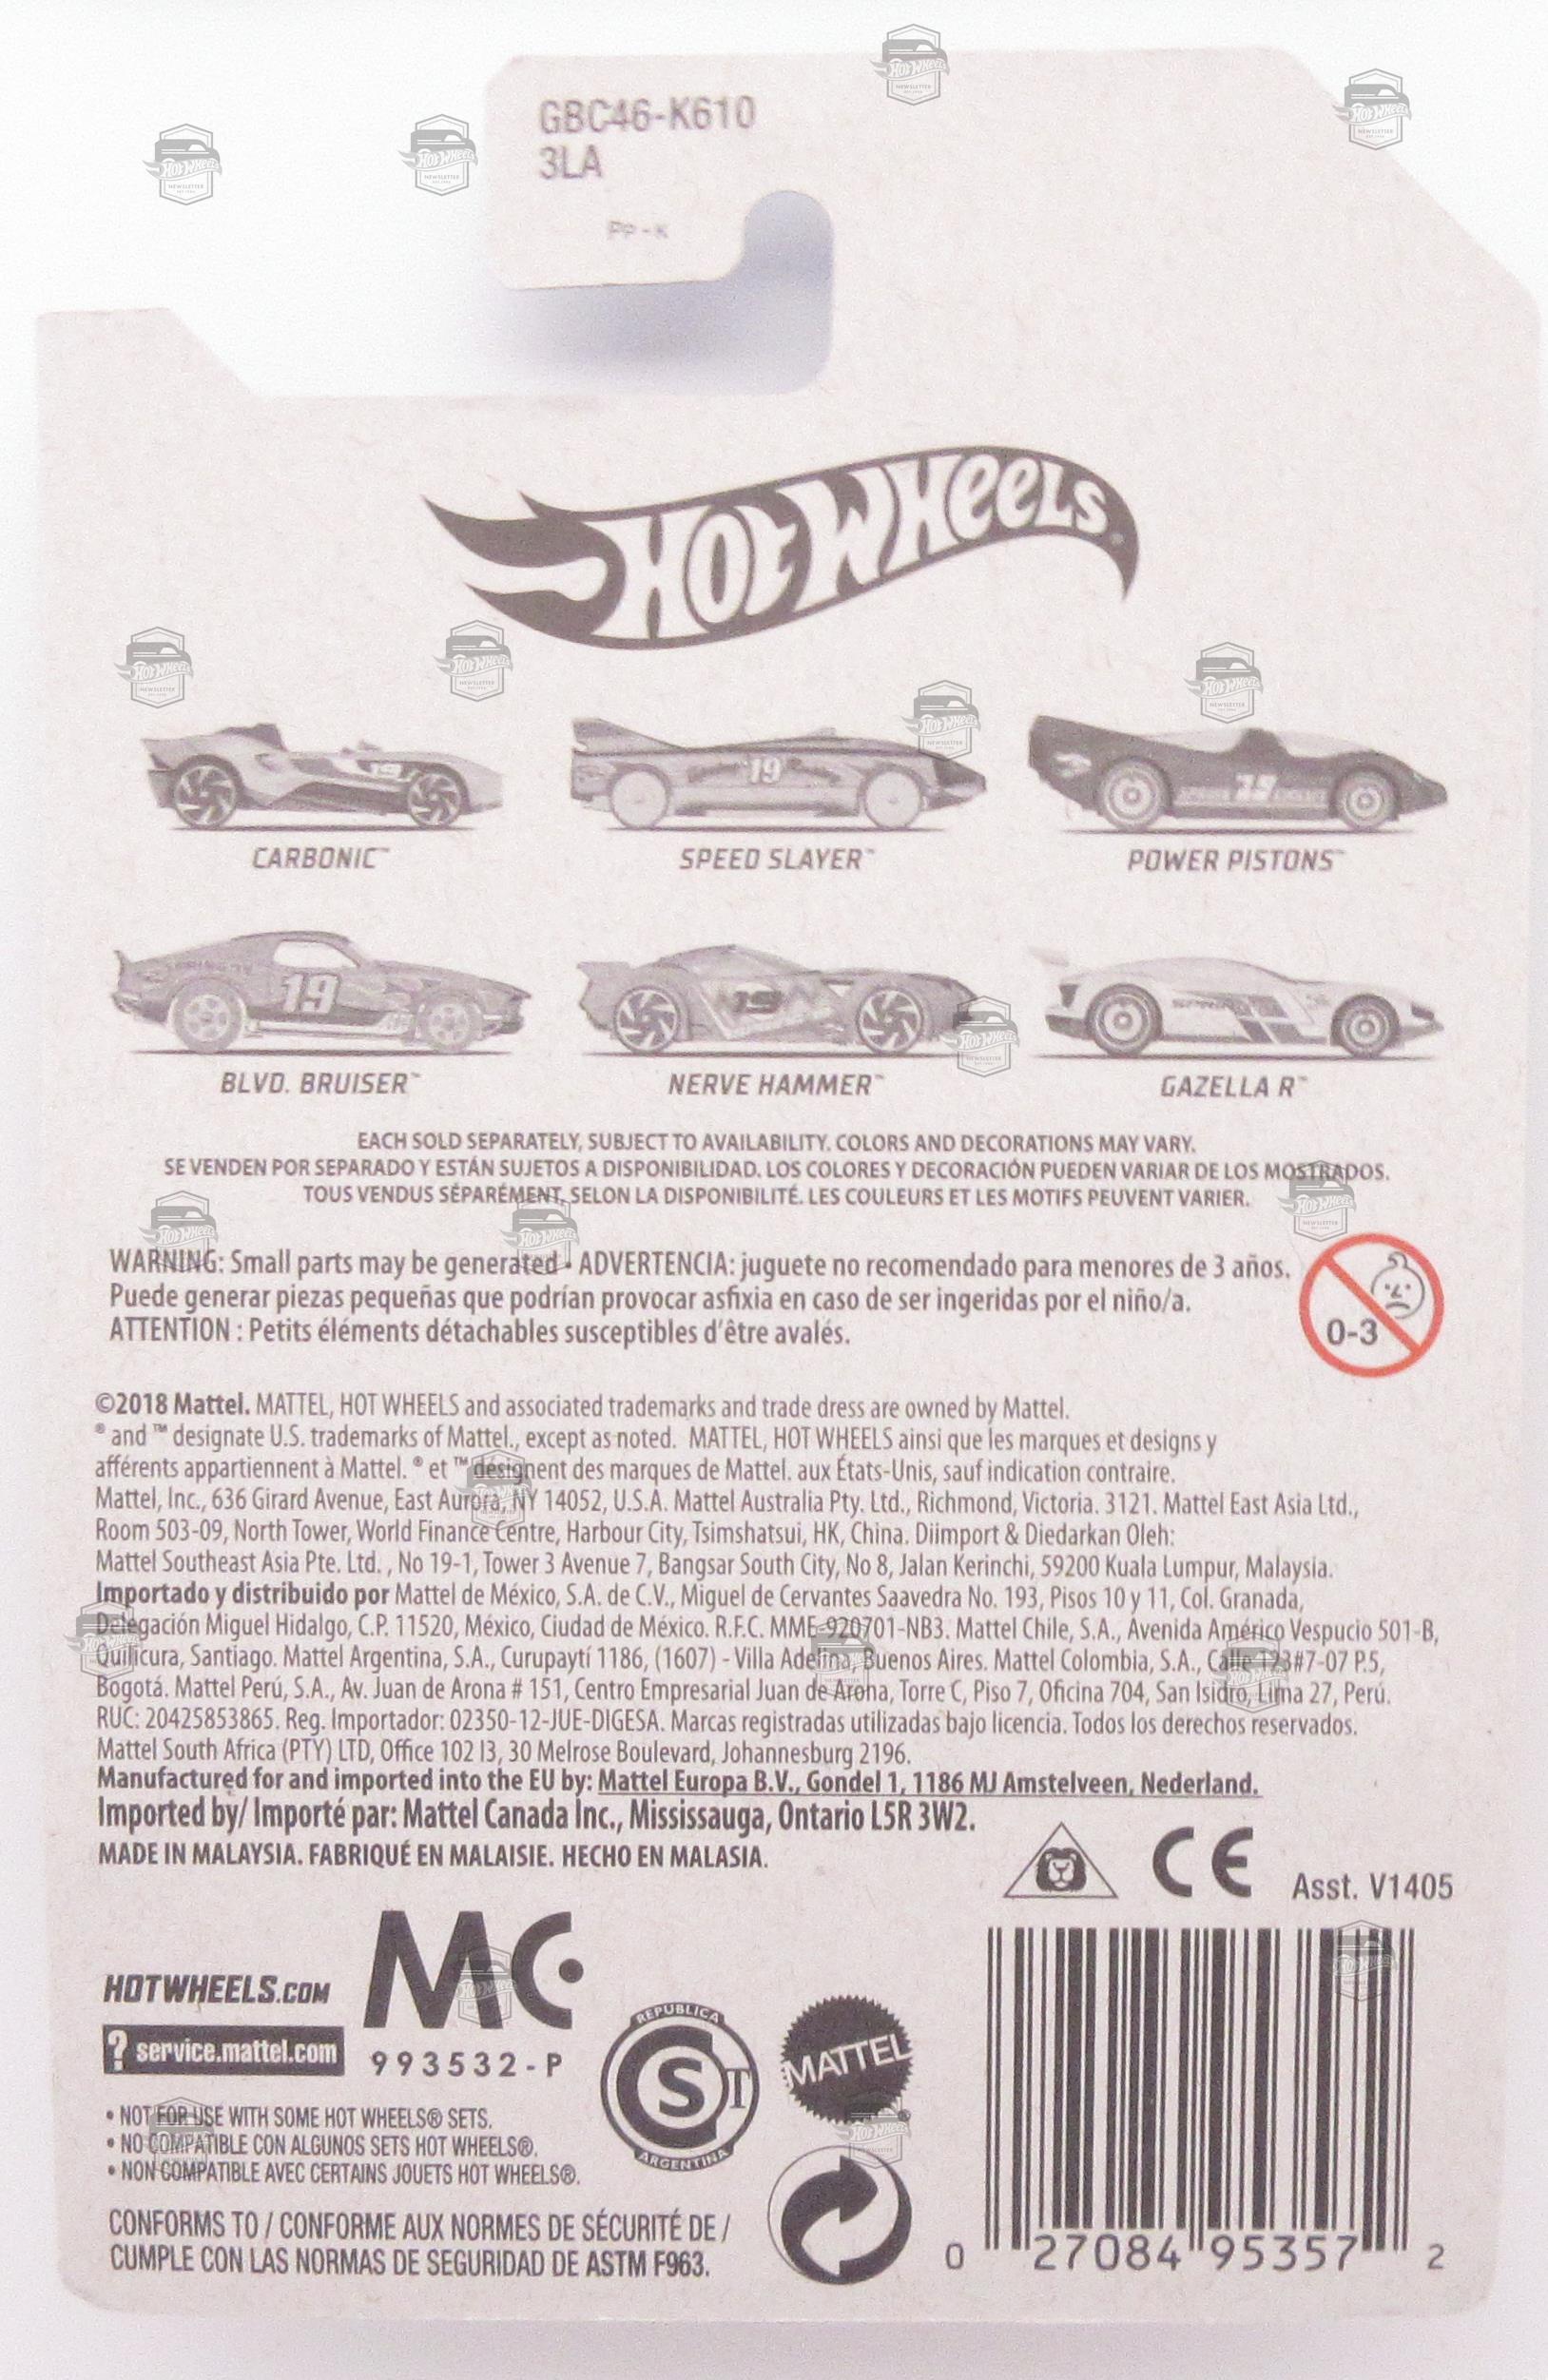 GBC46-K610
3LA
PP-K
HOT WHEELS®
CARBONIC™ SPEED SLAYER™ POWER PISTONS™
BLVD. BRUISER™ NERVE HAMMER™ GAZELLA R™
EACH SOLD SEPARATELY, SUBJECT TO AVAILABILITY. COLORS AND DECORATIONS MAY VARY.
SE VENDEN POR SEPARADO Y ESTÁN SUJETOS A DISPONIBILIDAD. LOS COLORES Y DECORACIÓN PUEDEN VARIAR DE LOS MOSTRADOS.
TOUS VENDUS SÉPARÉMENT, SELON LA DISPONIBILITÉ. LES COULEURS ET LES MOTIFS PEUVENT VARIER.
WARNING: Small parts may be generated • ADVERTENCIA: juguete no recomendado para menores de 3 años.
Puede generar piezas pequeñas que podrían provocar asfixia en caso de ser ingeridas por el niño/a.
ATTENTION : Petits éléments détachables susceptibles d'être avalés.
0-3
©2018 Mattel. MATTEL, HOT WHEELS and associated trademarks and trade dress are owned by Mattel.
® and ™ designate U.S. trademarks of Mattel., except as noted. MATTEL, HOT WHEELS ainsi que les marques et designs y
afférents appartiennent à Mattel. ® et ™ désignent des marques de Mattel. aux États-Unis, sauf indication contraire.
Mattel, Inc., 636 Girard Avenue, East Aurora, NY 14052, U.S.A. Mattel Australia Pty. Ltd., Richmond, Victoria. 3121. Mattel East Asia Ltd.,
Room 503-09, North Tower, World Finance Centre, Harbour City, Tsimshatsui, HK, China. Diimport & Diedarkan Oleh:
Mattel Southeast Asia Pte. Ltd. , No 19-1, Tower 3 Avenue 7, Bangsar South City, No 8, Jalan Kerinchi, 59200 Kuala Lumpur, Malaysia.
Importado y distribuido por Mattel de México, S.A. de C.V., Miguel de Cervantes Saavedra No. 193, Pisos 10 y 11, Col. Granada,
Delegación Miguel Hidalgo, C.P. 11520, México, Ciudad de México. R.F.C. MME-920701-NB3. Mattel Chile, S.A., Avenida Américo Vespucio 501-B,
Quilicura, Santiago. Mattel Argentina, S.A., Curupaytí 1186, (1607) - Villa Adelina, Buenos Aires. Mattel Colombia, S.A., Calle 123#7-07 P.5,
Bogotá. Mattel Perú, S.A., Av. Juan de Arona # 151, Centro Empresarial Juan de Arona, Torre C, Piso 7, Oficina 704, San Isidro, Lima 27, Perú.
RUC: 20425853865. Reg. Importador: 02350-12-JUE-DIGESA. Marcas registradas utilizadas bajo licencia. Todos los derechos reservados.
Mattel South Africa (PTY) LTD, Office 102 I3, 30 Melrose Boulevard, Johannesburg 2196.
Manufactured for and imported into the EU by: Mattel Europa B.V., Gondel 1, 1186 MJ Amstelveen, Nederland.
Imported by/ Importé par: Mattel Canada Inc., Mississauga, Ontario L5R 3W2.
MADE IN MALAYSIA. FABRIQUÉ EN MALAISIE. HECHO EN MALASIA.
CE Asst. V1405
HOTWHEELS.COM
? service.mattel.com
MC
993532-P
REPUBLICA
S T
ARGENTINA
MATTEL
• NOT FOR USE WITH SOME HOT WHEELS® SETS.
• NO COMPATIBLE CON ALGUNOS SETS HOT WHEELS®.
• NON COMPATIBLE AVEC CERTAINS JOUETS HOT WHEELS®.
CONFORMS TO / CONFORME AUX NORMES DE SÉCURITÉ DE /
CUMPLE CON LAS NORMAS DE SEGURIDAD DE ASTM F963.
0 27084 95357 2